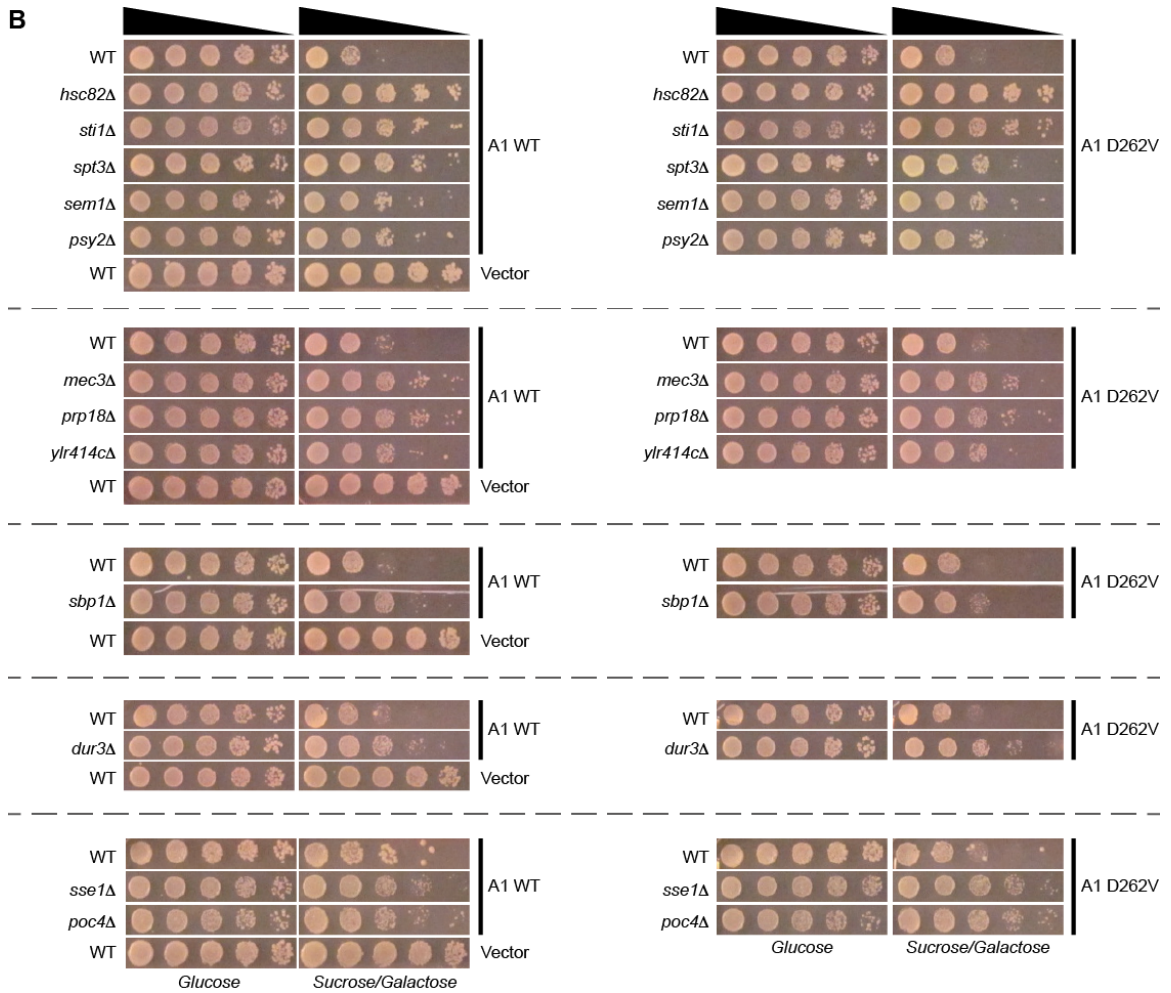 B
WT
hsc82Δ
sti1Δ
spt3Δ
sem1Δ
psy2Δ
WT
A1 WT
Vector
WT
hsc82Δ
sti1Δ
spt3Δ
sem1Δ
psy2Δ
A1 D262V
WT
mec3Δ
prp18Δ
ylr414cΔ
WT
A1 WT
Vector
WT
mec3Δ
prp18Δ
ylr414cΔ
A1 D262V
WT
sbp1Δ
WT
A1 WT
Vector
WT
sbp1Δ
A1 D262V
WT
dur3Δ
WT
A1 WT
Vector
WT
dur3Δ
A1 D262V
WT
sse1Δ
poc4Δ
WT
A1 WT
Vector
Glucose
Sucrose/Galactose
WT
sse1Δ
poc4Δ
A1 D262V
Glucose
Sucrose/Galactose